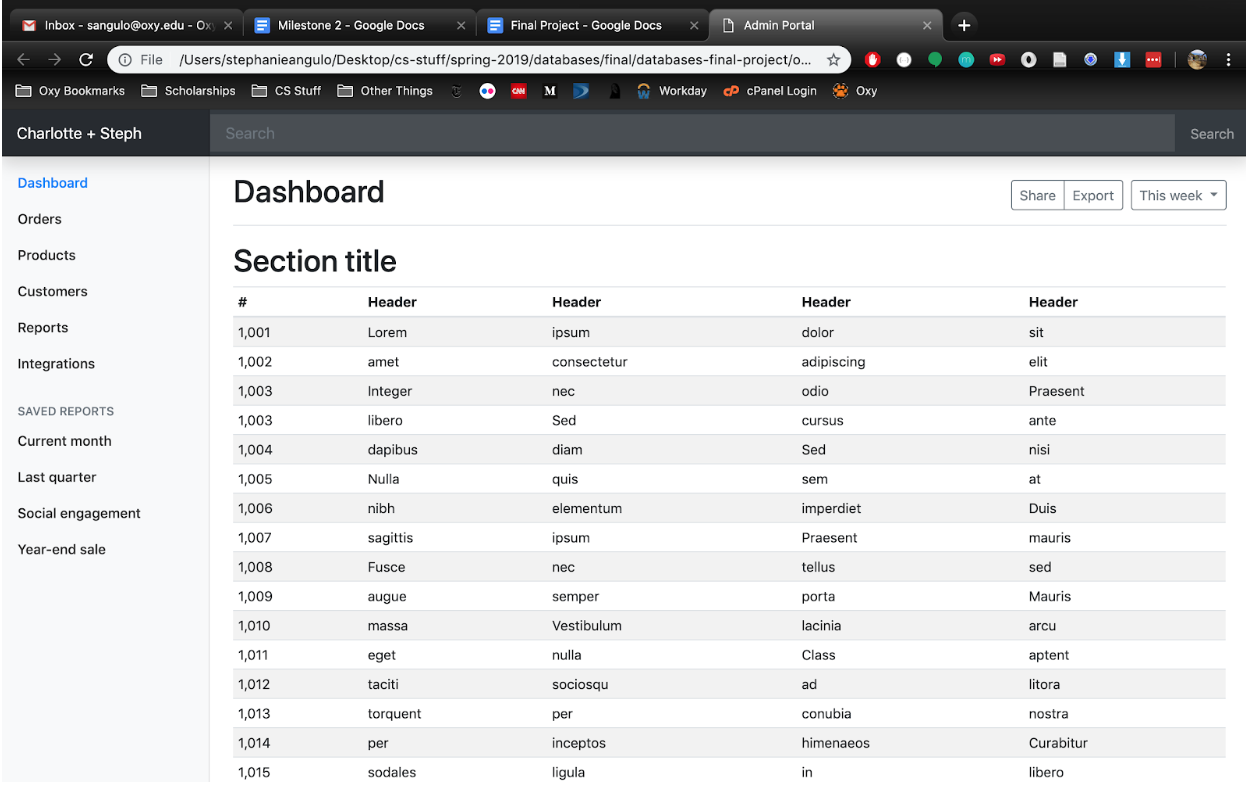 Inbox - sangulo@oxy.edu - Ox
Milestone 2 - Google Docs
Final Project - Google Docs
Admin Portal
File /Users/stephanieangulo/Desktop/cs-stuff/spring-2019/databases/final/databases-final-project/o...
Oxy Bookmarks Scholarships CS Stuff Other Things CNN M Workday cP cPanel Login Oxy
Charlotte + Steph Search Search
Dashboard
Orders
Products
Customers
Reports
Integrations
SAVED REPORTS
Current month
Last quarter
Social engagement
Year-end sale
Dashboard Share Export This week
Section title
# Header Header Header Header
1,001 Lorem ipsum dolor sit
1,002 amet consectetur adipiscing elit
1,003 Integer nec odio Praesent
1,003 libero Sed cursus ante
1,004 dapibus diam Sed nisi
1,005 Nulla quis sem at
1,006 nibh elementum imperdiet Duis
1,007 sagittis ipsum Praesent mauris
1,008 Fusce nec tellus sed
1,009 augue semper porta Mauris
1,010 massa Vestibulum lacinia arcu
1,011 eget nulla Class aptent
1,012 taciti sociosqu ad litora
1,013 torquent per conubia nostra
1,014 per inceptos himenaeos Curabitur
1,015 sodales ligula in libero